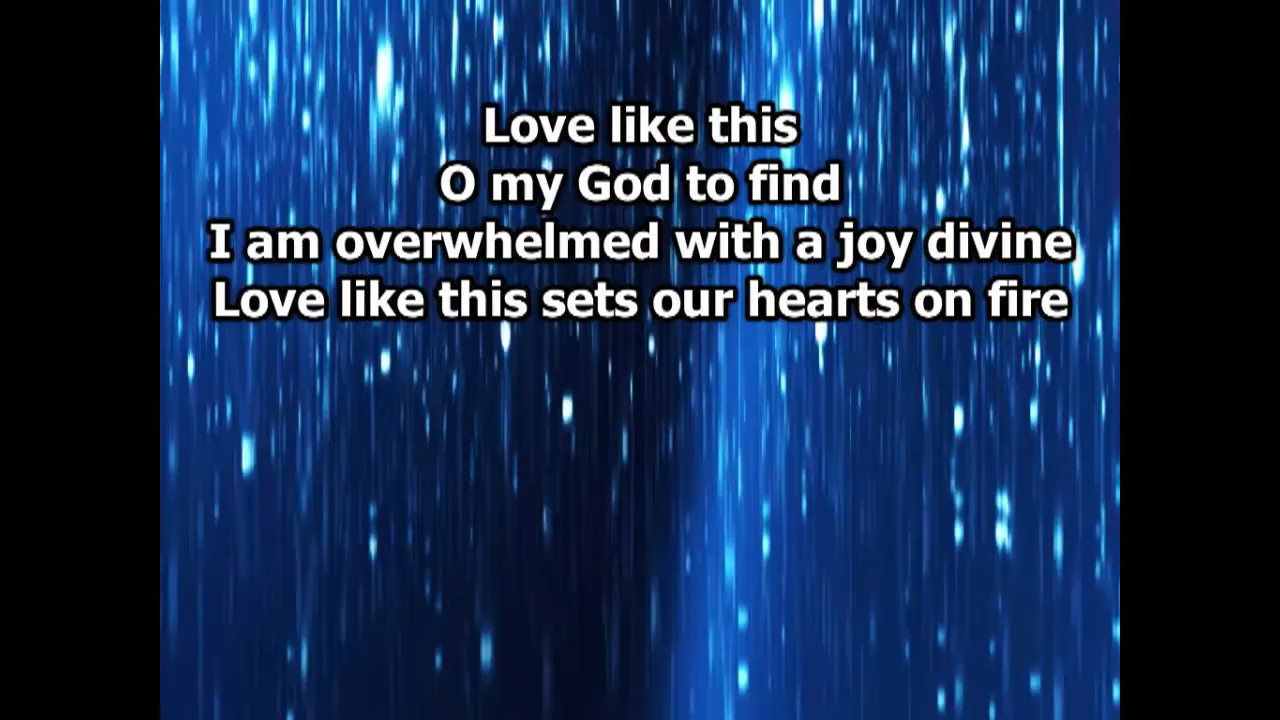 Love like this
O my God to find
I am overwhelmed with a joy divine
Love like this sets our hearts on fire